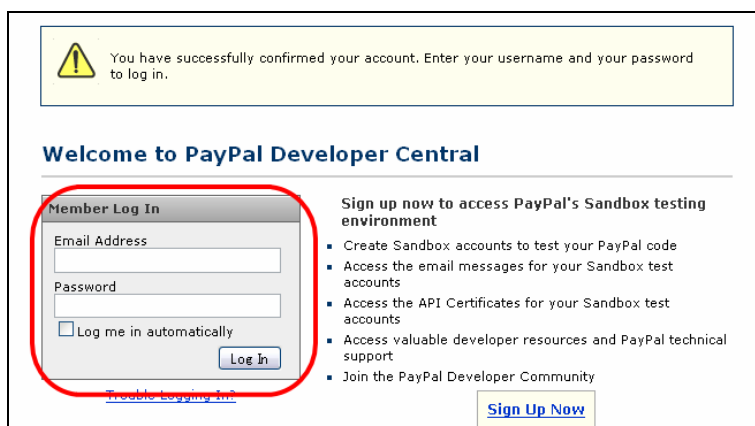 You have successfully confirmed your account. Enter your username and your password
to log in.
Welcome to PayPal Developer Central
Member Log In
Email Address
Password
Log me in automatically
Log In
Trouble Logging In?
Sign up now to access PayPal's Sandbox testing
environment
Create Sandbox accounts to test your PayPal code
Access the email messages for your Sandbox test
accounts
Access the API Certificates for your Sandbox test
accounts
Access valuable developer resources and PayPal technical
support
Join the PayPal Developer Community
Sign Up Now